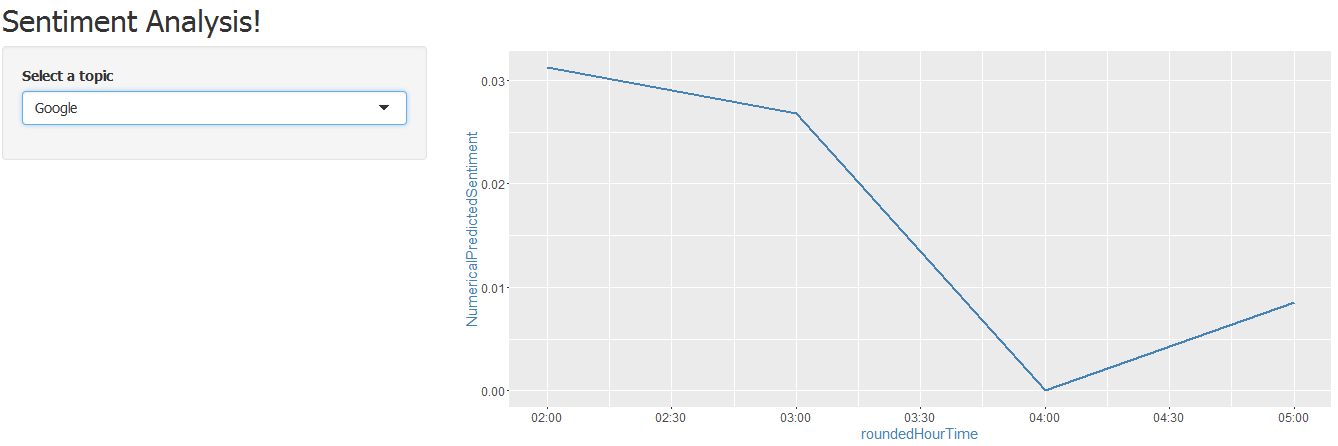 Sentiment Analysis!
Select a topic
Google
NumericalPredictedSentiment
0.03
0.02
0.01
0.00
02:00 02:30 03:00 03:30 04:00 04:30 05:00
roundedHourTime